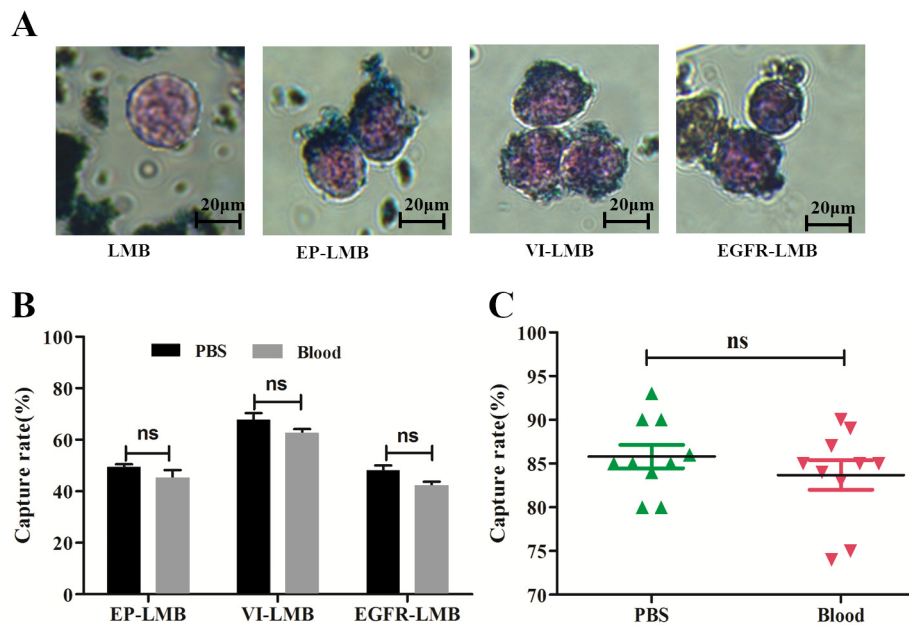 A
20μm
20μm
20μm
20μm
LMB
EP-LMB
VI-LMB
EGFR-LMB
B
Capture rate(%)
100
80
60
40
20
0
PBS
Blood
ns
ns
ns
EP-LMB
VI-LMB
EGFR-LMB
C
Capture rate(%)
100
95
90
85
80
75
70
ns
PBS
Blood